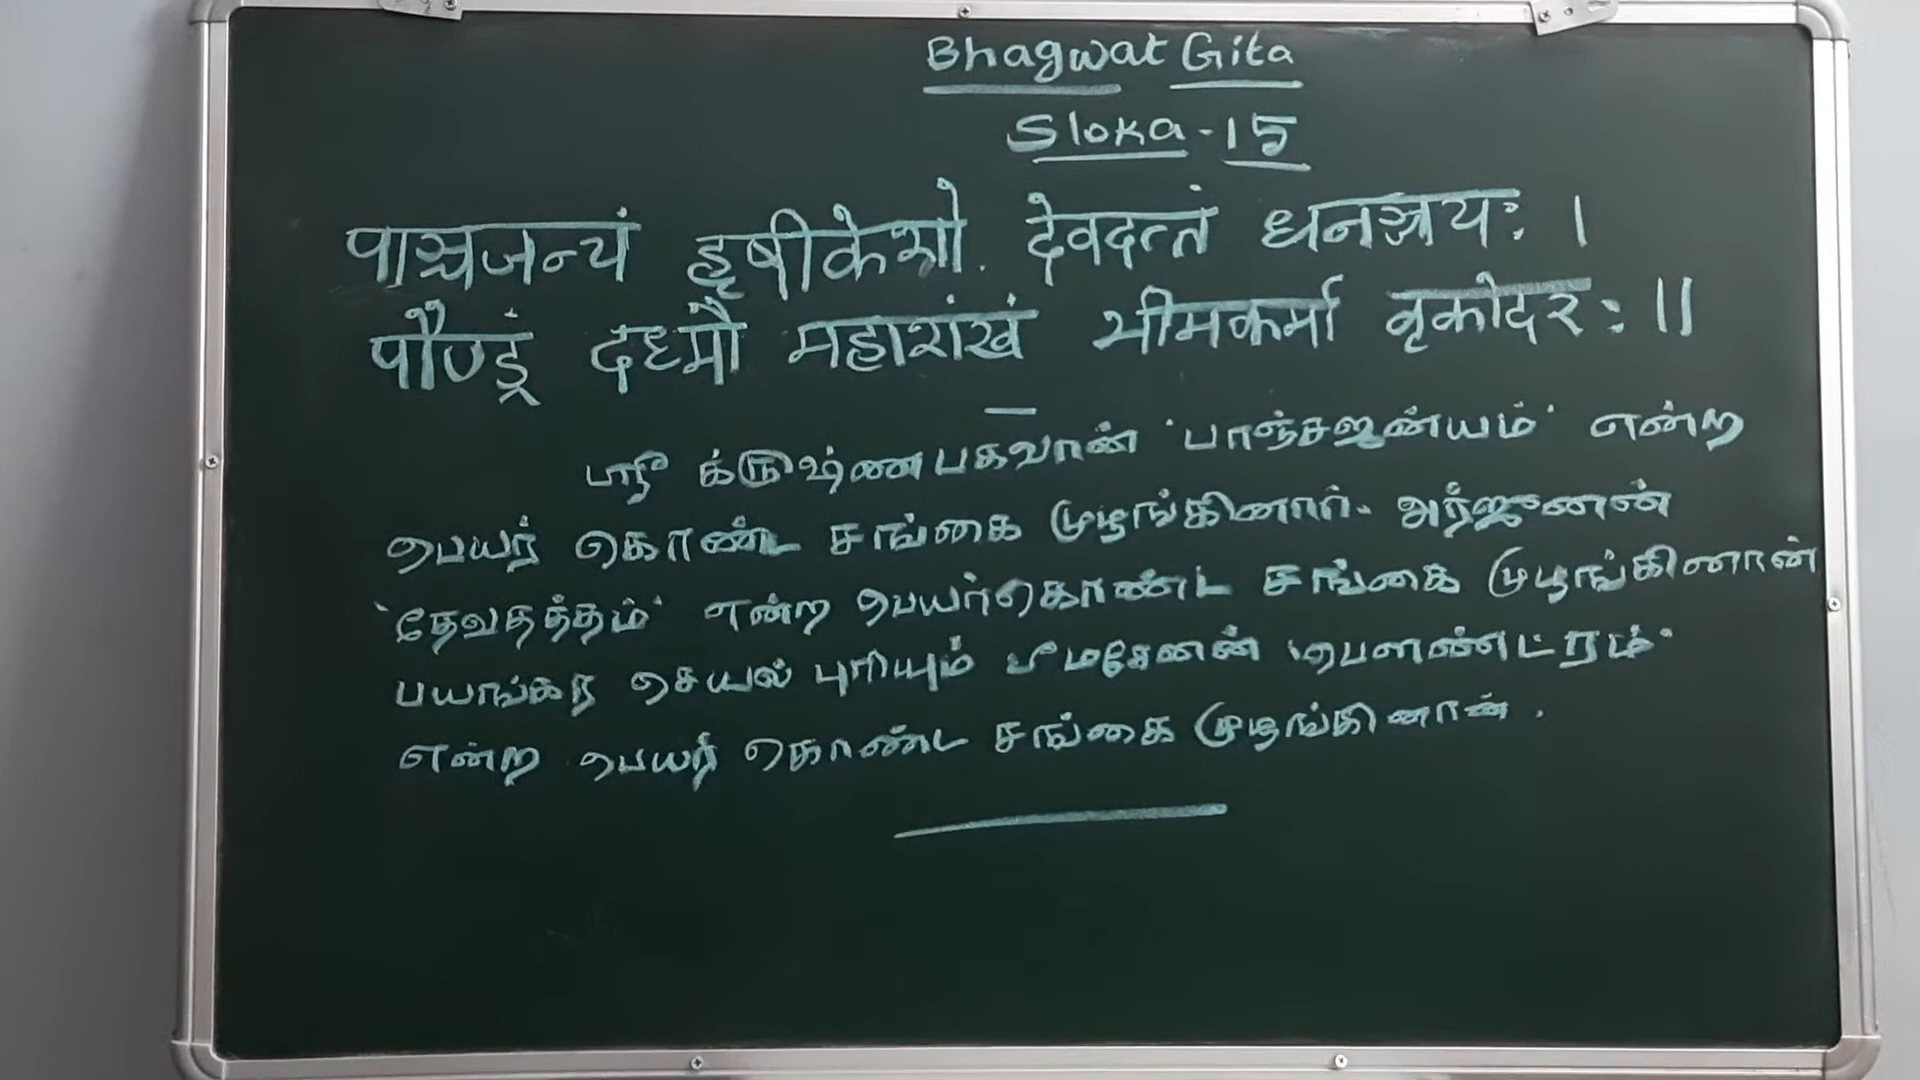 Bhagwat Gita
Sloka - 15
पाञ्चजन्यं हृषीकेशो. देवदत्तं धनञ्जयः ।
पौण्ड्रं दध्मौ महाशंखं भीमकर्मा वृकोदरः ॥
ஸ்ரீ க்ருஷ்ணபகவான் 'பாஞ்சஜன்யம்' என்ற
பெயர் கொண்ட சங்கை முழங்கினார். அர்ஜுனன்
'தேவதத்தம்' என்ற பெயர்கொண்ட சங்கை முழங்கினான்
பயங்கர செயல் புரியும் பீமசேனன் 'பெளண்ட்ரம்'
என்ற பெயர் கொண்ட சங்கை முழங்கினான்.